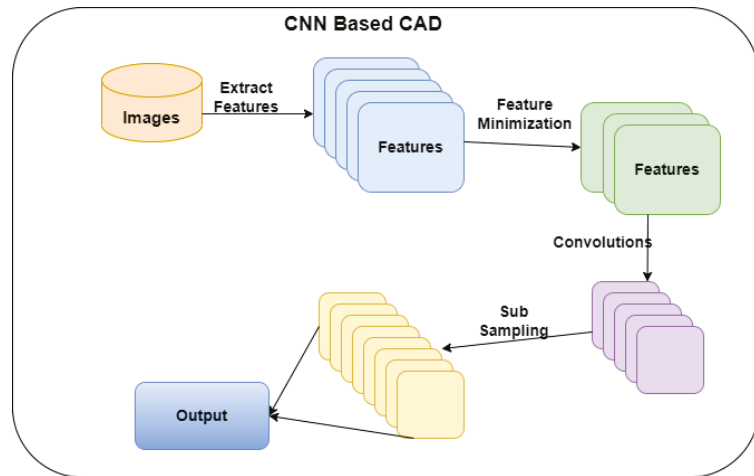 CNN Based CAD
Images
Extract
Features
Features
Feature
Minimization
Features
Convolutions
Sub
Sampling
Output